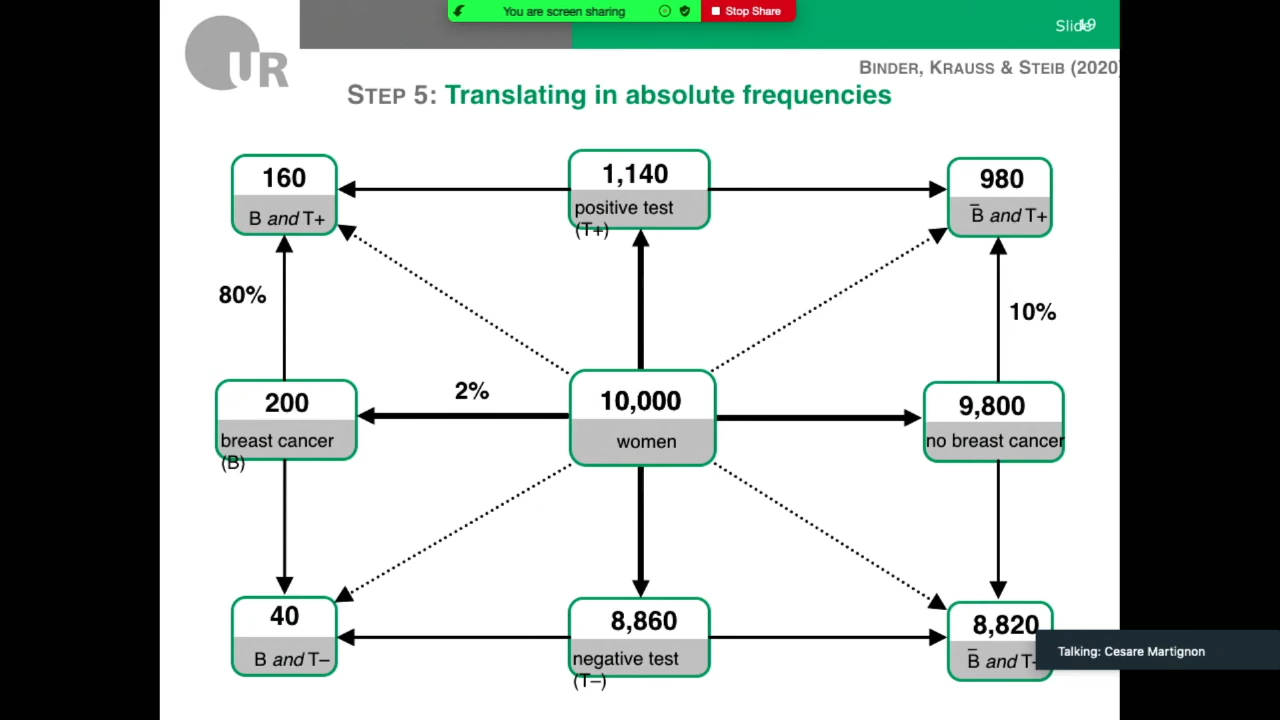 You are screen sharing
Stop Share
Slide 19
UR
BINDER, KRAUSS & STEIB (2020)
STEP 5: Translating in absolute frequencies
160
B and T+
1,140
positive test
(T+)
980
B̅ and T+
80%
10%
2%
200
breast cancer
(B)
10,000
women
9,800
no breast cancer
40
B and T–
8,860
negative test
(T–)
8,820
B̅ and T–
Talking: Cesare Martignon